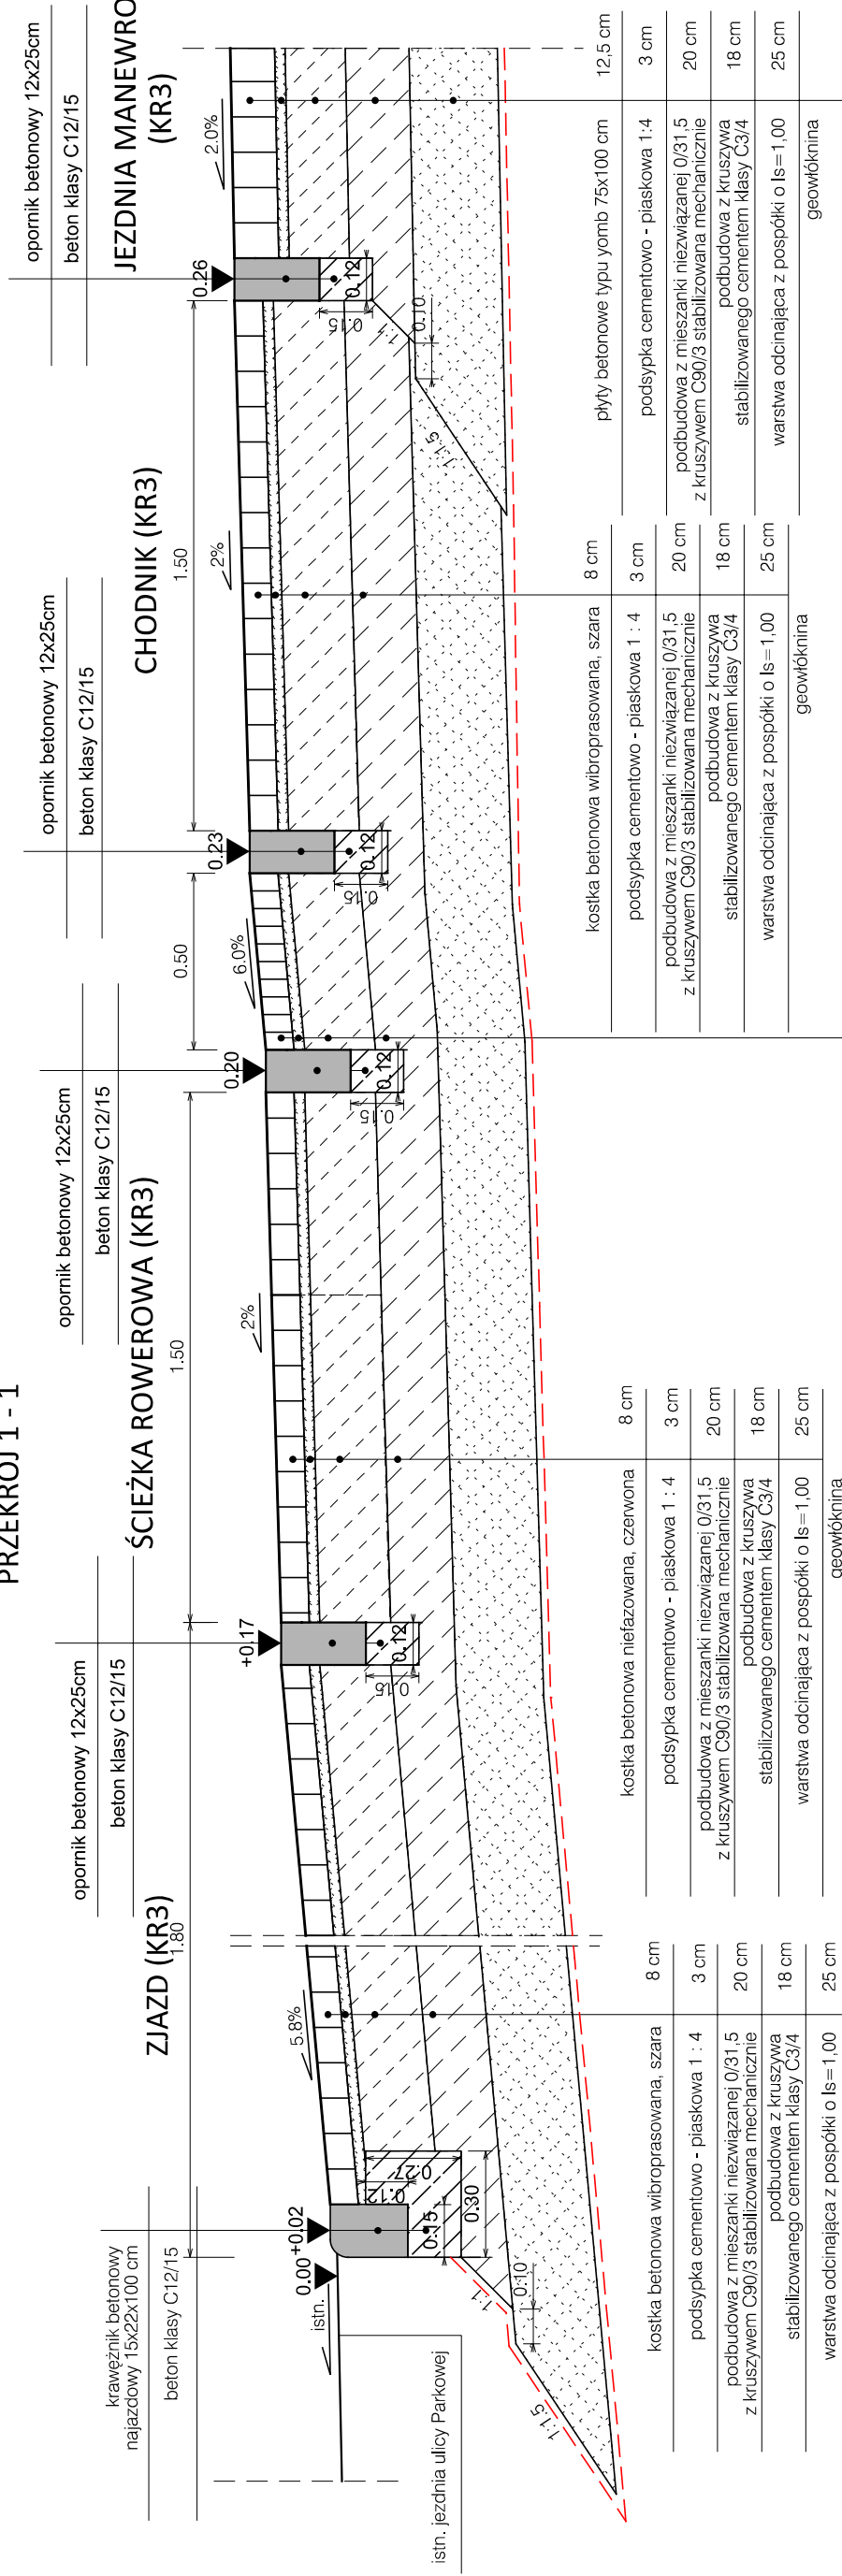 PRZEKRÓJ 1 - 1
krawężnik betonowy
najazdowy 15x22x100 cm
beton klasy C12/15
opornik betonowy 12x25cm
beton klasy C12/15
opornik betonowy 12x25cm
beton klasy C12/15
opornik betonowy 12x25cm
beton klasy C12/15
opornik betonowy 12x25cm
beton klasy C12/15
ZJAZD (KR3)
ŚCIEŻKA ROWEROWA (KR3)
CHODNIK (KR3)
JEZDNIA MANEWRO
(KR3)
1.80
1.50
0.50
1.50
0.00
+0.02
+0.17
0.20
0.23
0.26
istn.
5.8%
2%
6.0%
2%
2.0%
istn. jezdnia ulicy Parkowej
1:1.5
1:1
0.10
0.15
0.30
0.12
0.27
0.15
0.12
0.15
0.12
0.15
0.12
0.15
0.12
1:1
0.10
1:1.5
kostka betonowa wibroprasowana, szara 8 cm
podsypka cementowo - piaskowa 1 : 4 3 cm
podbudowa z mieszanki niezwiązanej 0/31,5
z kruszywem C90/3 stabilizowana mechanicznie 20 cm
podbudowa z kruszywa
stabilizowanego cementem klasy C3/4 18 cm
warstwa odcinająca z pospółki o Is=1,00 25 cm
kostka betonowa niefazowana, czerwona 8 cm
podsypka cementowo - piaskowa 1 : 4 3 cm
podbudowa z mieszanki niezwiązanej 0/31,5
z kruszywem C90/3 stabilizowana mechanicznie 20 cm
podbudowa z kruszywa
stabilizowanego cementem klasy C3/4 18 cm
warstwa odcinająca z pospółki o Is=1,00 25 cm
geowłóknina
kostka betonowa wibroprasowana, szara 8 cm
podsypka cementowo - piaskowa 1 : 4 3 cm
podbudowa z mieszanki niezwiązanej 0/31,5
z kruszywem C90/3 stabilizowana mechanicznie 20 cm
podbudowa z kruszywa
stabilizowanego cementem klasy C3/4 18 cm
warstwa odcinająca z pospółki o Is=1,00 25 cm
geowłóknina
płyty betonowe typu yomb 75x100 cm 12,5 cm
podsypka cementowo - piaskowa 1:4 3 cm
podbudowa z mieszanki niezwiązanej 0/31,5
z kruszywem C90/3 stabilizowana mechanicznie 20 cm
podbudowa z kruszywa
stabilizowanego cementem klasy C3/4 18 cm
warstwa odcinająca z pospółki o Is=1,00 25 cm
geowłóknina